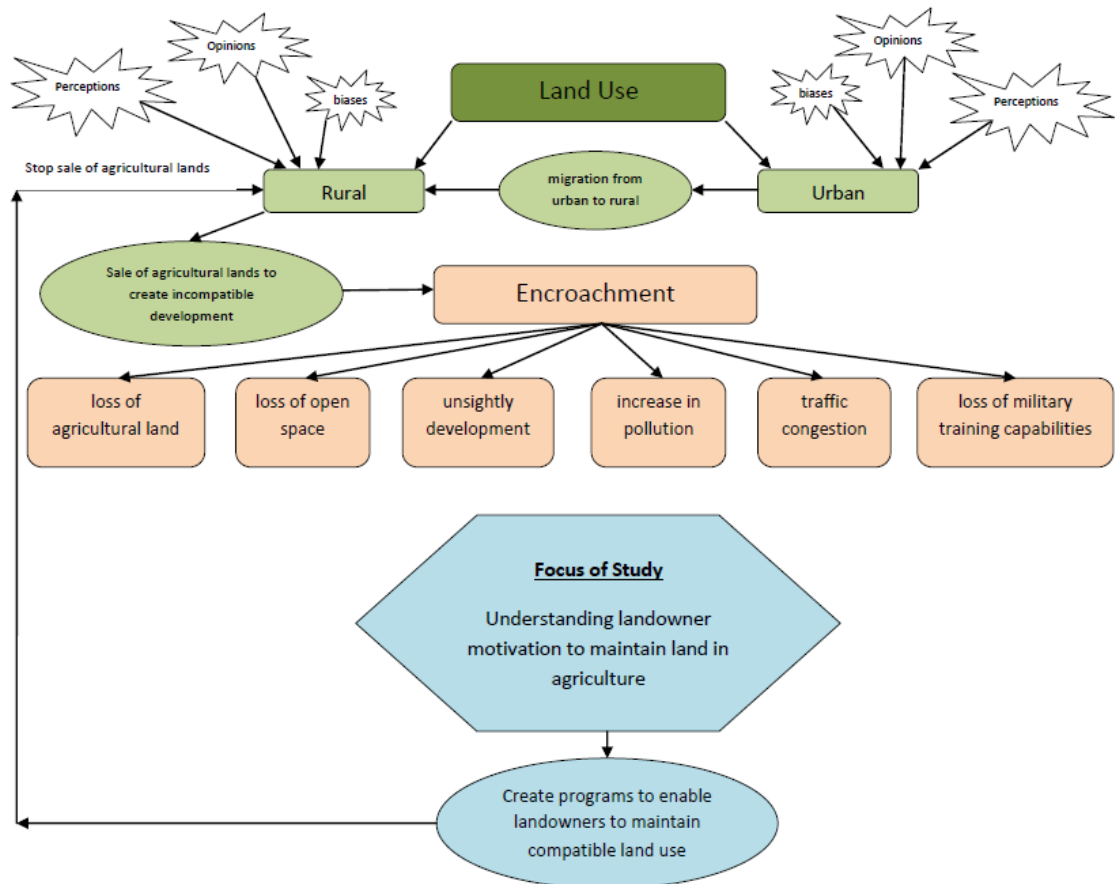 Opinions
Perceptions
biases
Land Use
Opinions
biases
Perceptions
Stop sale of agricultural lands
Rural
migration from
urban to rural
Urban
Sale of agricultural lands to
create incompatible
development
Encroachment
loss of
agricultural land
loss of open
space
unsightly
development
increase in
pollution
traffic
congestion
loss of military
training capabilities
Focus of Study
Understanding landowner
motivation to maintain land in
agriculture
Create programs to enable
landowners to maintain
compatible land use